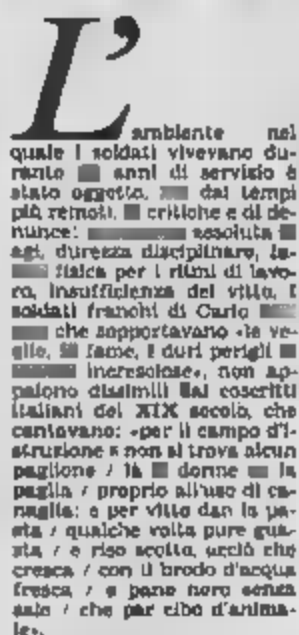 L'ambiente nel
quale i soldati vivevano du-
rante anni di servizio è
stato oggetto, dai tempi
più remoti, critiche e di de-
nunce: assoluta
agi, durezza disciplinare,
fisica per i ritmi di lavo-
ro, insufficienza del vitto. I
soldati franchi di Carlo
che sopportavano «le ve-
glie, fame, i duri perigli
incresciose», non ap-
paiono dissimili dai coscritti
italiani del XIX secolo, che
cantavano: «per il campo d'i-
struzione e non si trova alcun
paglione / là dorme la
paglia / proprio all'uso di ca-
naglia; e per vitto dan la pa-
sta / qualche volta pure gua-
sta / e riso scotto, acciò che
cresca / con il brodo d'acqua
fresca / e pane nero senza
sale / che par cibo d'anima-
le».